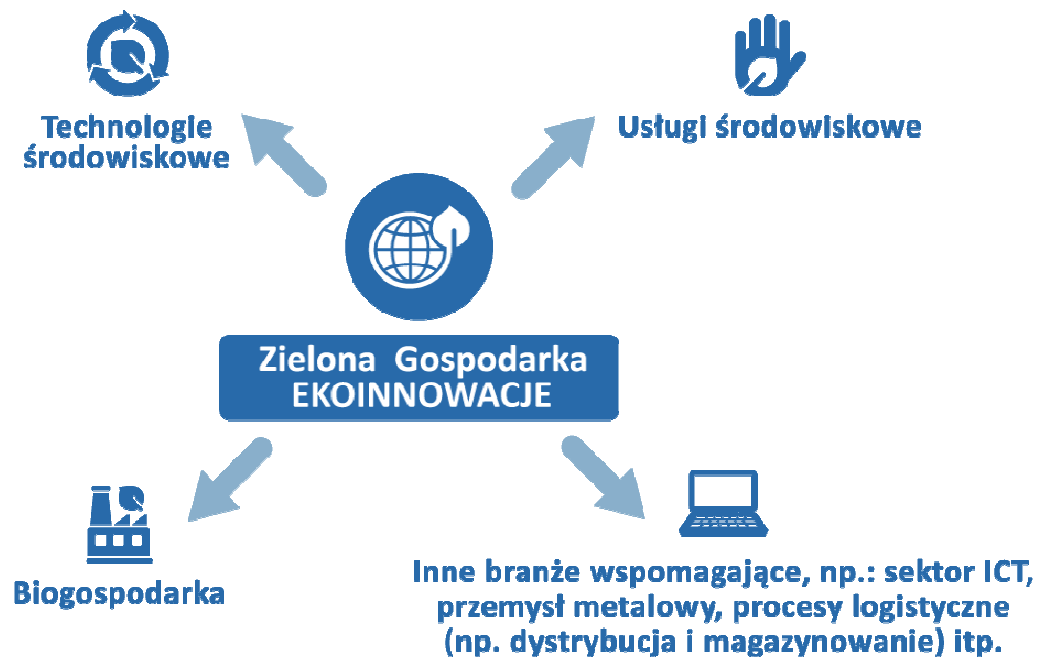 Technologie
środowiskowe
Usługi środowiskowe
Zielona Gospodarka
EKOINNOWACJE
Biogospodarka
Inne branże wspomagające, np.: sektor ICT,
przemysł metalowy, procesy logistyczne
(np. dystrybucja i magazynowanie) itp.